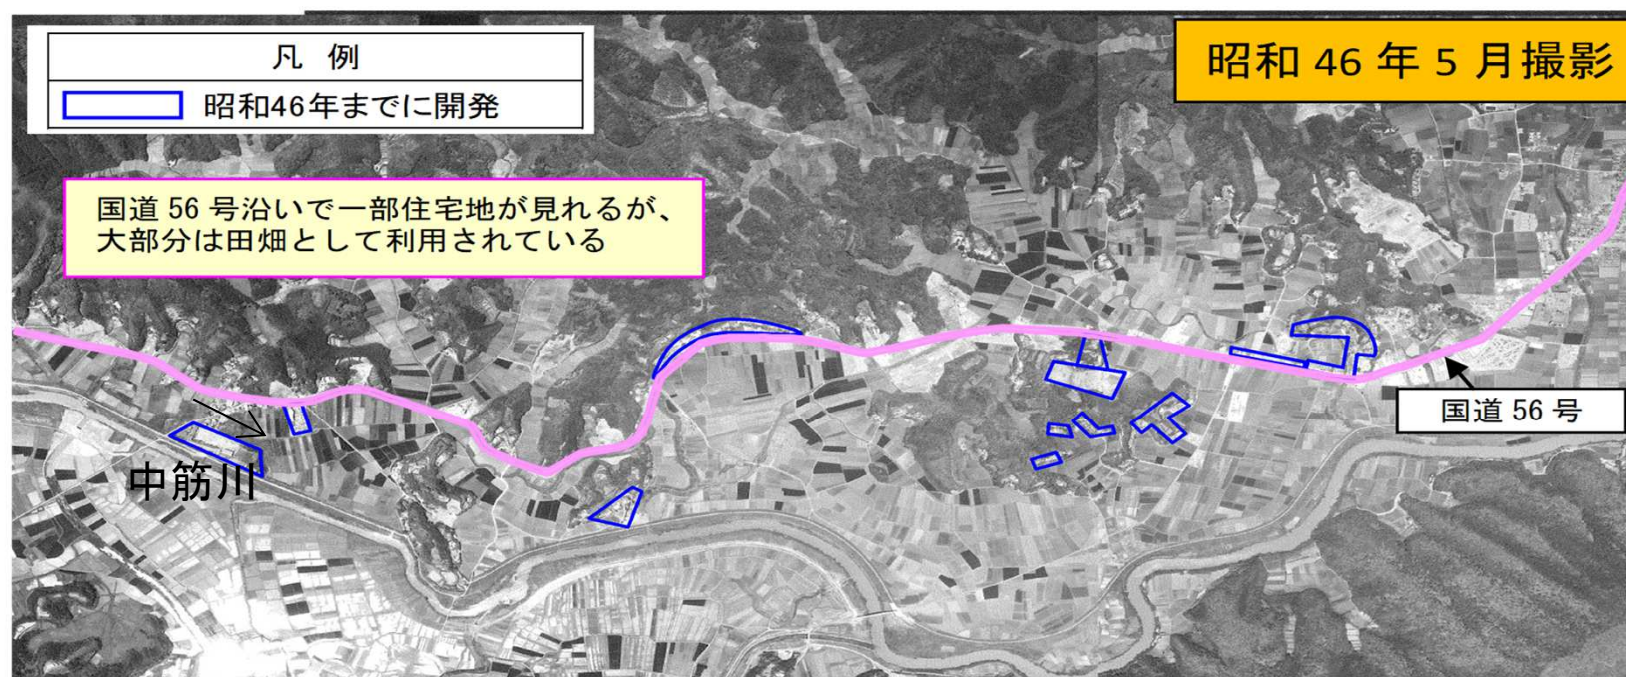 凡 例
昭和46年までに開発
昭和 46 年 5 月撮影
国道 56 号沿いで一部住宅地が見れるが、
大部分は田畑として利用されている
国道 56 号
中筋川